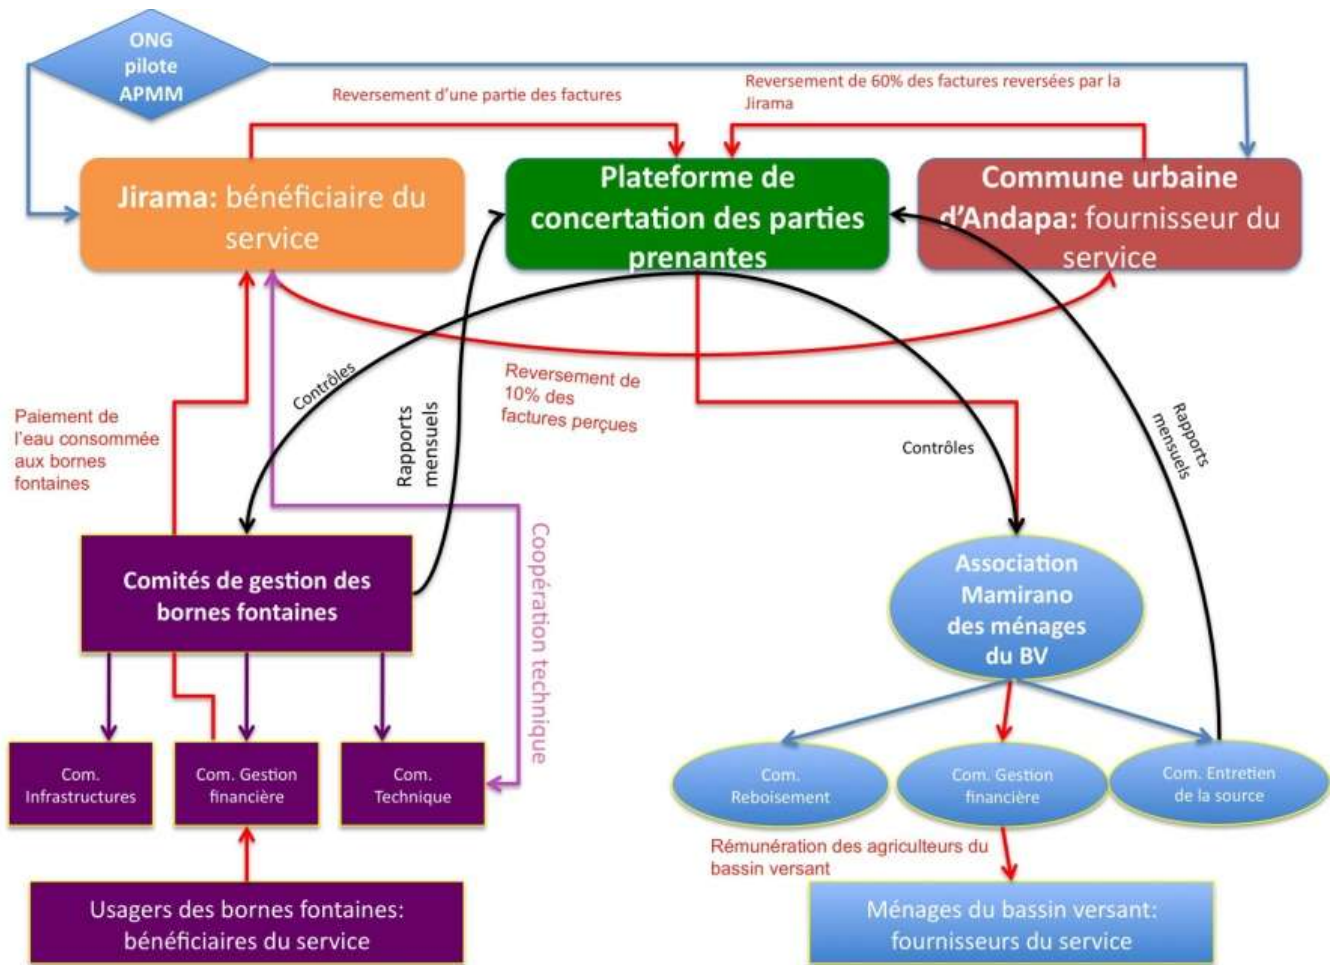 ONG
pilote
APMM
Reversement d'une partie des factures
Reversement de 60% des factures reversées par la
Jirama
Jirama: bénéficiaire du
service
Plateforme de
concertation des parties
prenantes
Commune urbaine
d'Andapa: fournisseur du
service
Contrôles
Reversement de
10% des
factures perçues
Paiement de
l'eau consommée
aux bornes
fontaines
Rapports
mensuels
Contrôles
Rapports
mensuels
Coopération technique
Comités de gestion des
bornes fontaines
Association
Mamirano
des ménages
du BV
Com.
Infrastructures
Com. Gestion
financière
Com.
Technique
Com.
Reboisement
Com. Gestion
financière
Com. Entretien
de la source
Rémunération des agriculteurs du
bassin versant
Usagers des bornes fontaines:
bénéficiaires du service
Ménages du bassin versant:
fournisseurs du service